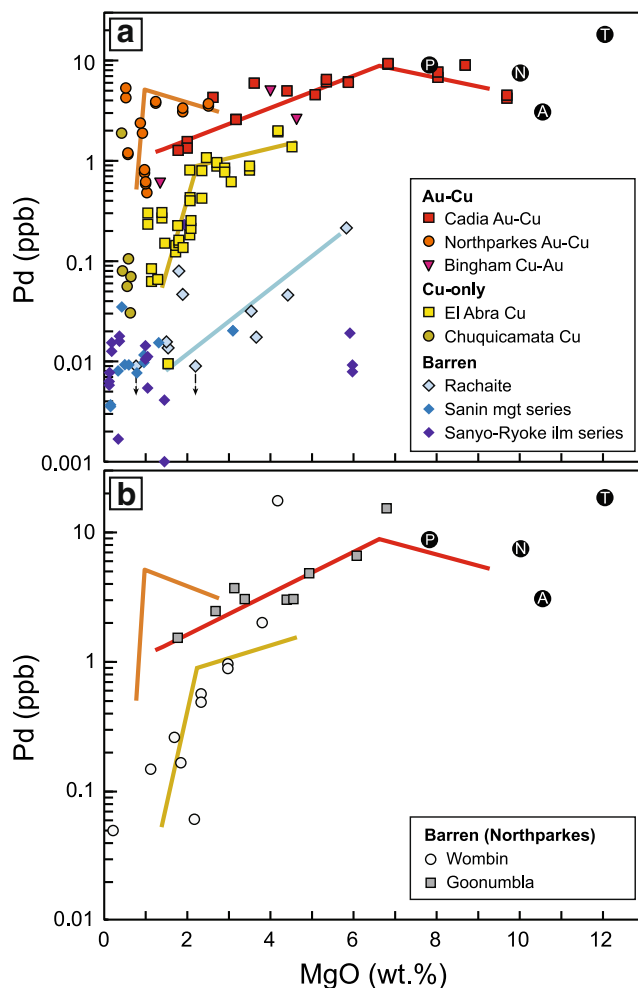 a
T
P
N
A
10
1
0.1
0.01
0.001
Pd (ppb)
Au-Cu
Cadia Au-Cu
Northparkes Au-Cu
Bingham Cu-Au
Cu-only
El Abra Cu
Chuquicamata Cu
Barren
Rachaite
Sanin mgt series
Sanyo-Ryoke ilm series
b
T
P
N
A
10
1
0.1
0.01
Pd (ppb)
Barren (Northparkes)
Wombin
Goonumbla
0 2 4 6 8 10 12
MgO (wt.%)